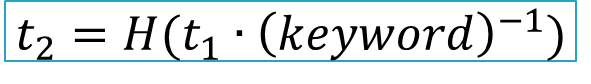 t₂ = H(t₁ · (keyword)⁻¹)